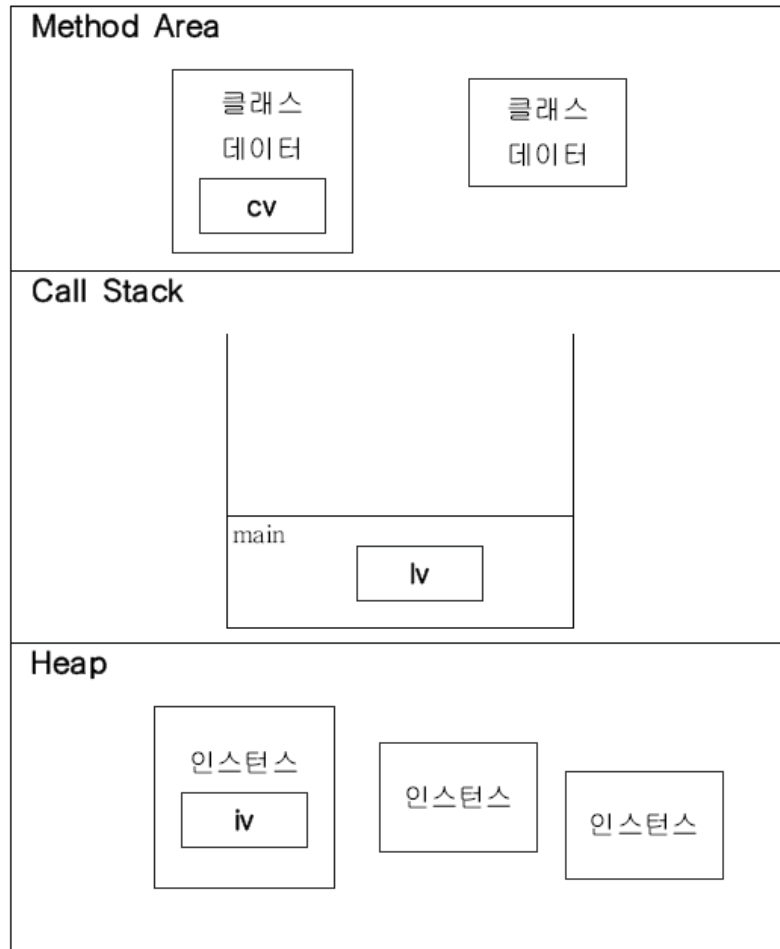 Method Area
클래스
데이터
cv
클래스
데이터
Call Stack
main
lv
Heap
인스턴스
iv
인스턴스
인스턴스